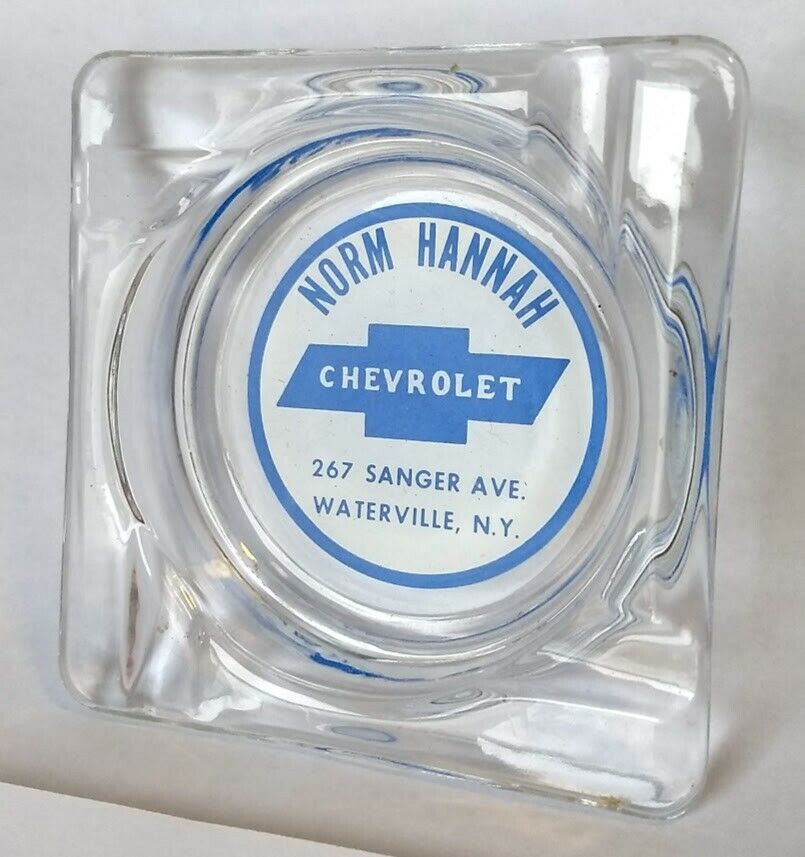 NORM HANNAH
CHEVROLET
267 SANGER AVE.
WATERVILLE, N.Y.